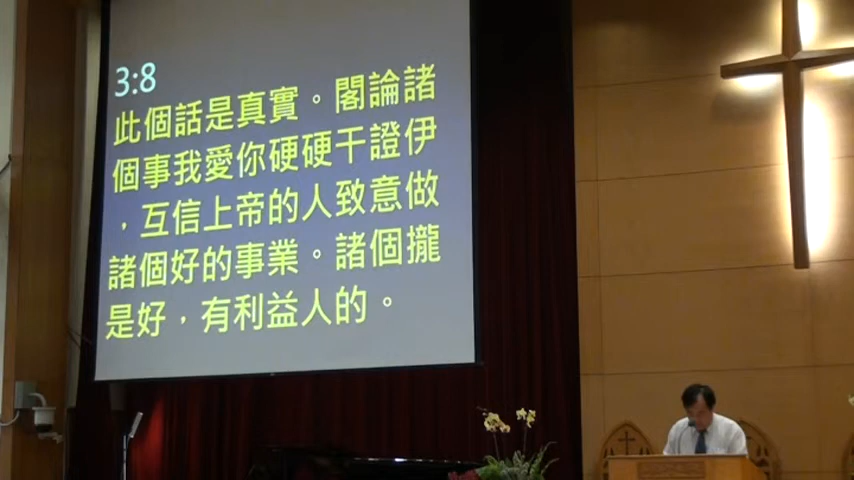 3:8
此個話是真實。閣論諸
個事我愛你硬硬干證伊
，互信上帝的人致意做
諸個好的事業。諸個攏
是好，有利益人的。